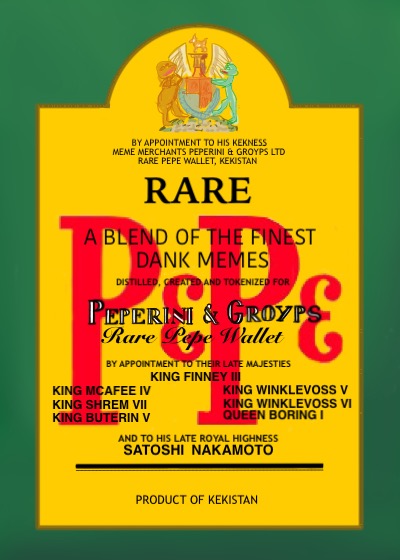 BY APPOINTMENT TO HIS KEKNESS
MEME MERCHANTS PEPERINI & GROYPS LTD
RARE PEPE WALLET, KEKISTAN
RARE
PEPE
A BLEND OF THE FINEST
DANK MEMES
DISTILLED, CREATED AND TOKENIZED FOR
PEPERINI & GROYPS
Rare Pepe Wallet
BY APPOINTMENT TO THEIR LATE MAJESTIES
KING FINNEY III
KING MCAFEE IV
KING WINKLEVOSS V
KING SHREM VII
KING WINKLEVOSS VI
KING BUTERIN V
QUEEN BORING I
AND TO HIS LATE ROYAL HIGHNESS
SATOSHI NAKAMOTO
PRODUCT OF KEKISTAN